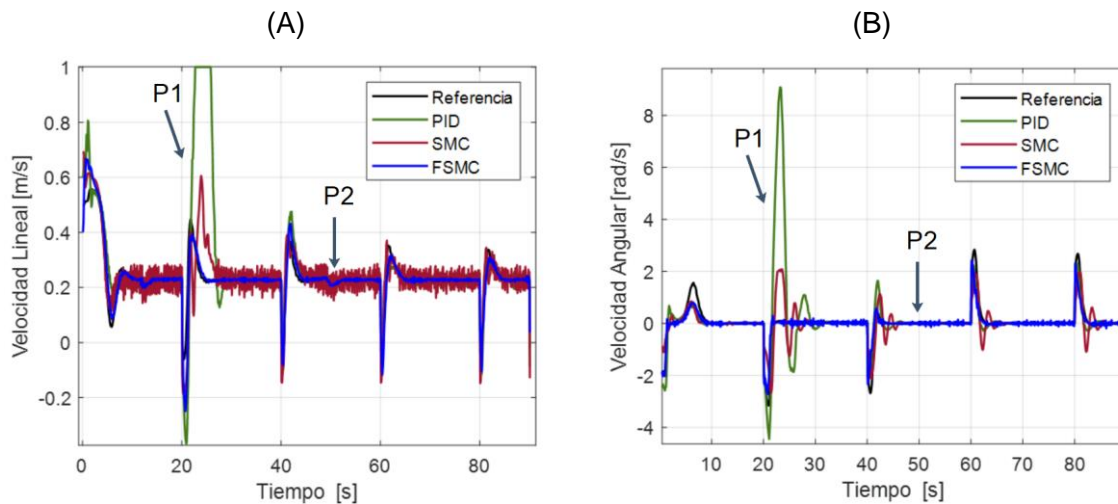 (A)
(B)
Velocidad Lineal [m/s]
1
0.8
0.6
0.4
0.2
0
-0.2
P1
P2
Referencia
PID
SMC
FSMC
0
20
40
60
80
Tiempo [s]
Velocidad Angular [rad/s]
8
6
4
2
0
-2
-4
P1
P2
Referencia
PID
SMC
FSMC
10
20
30
40
50
60
70
80
Tiempo [s]